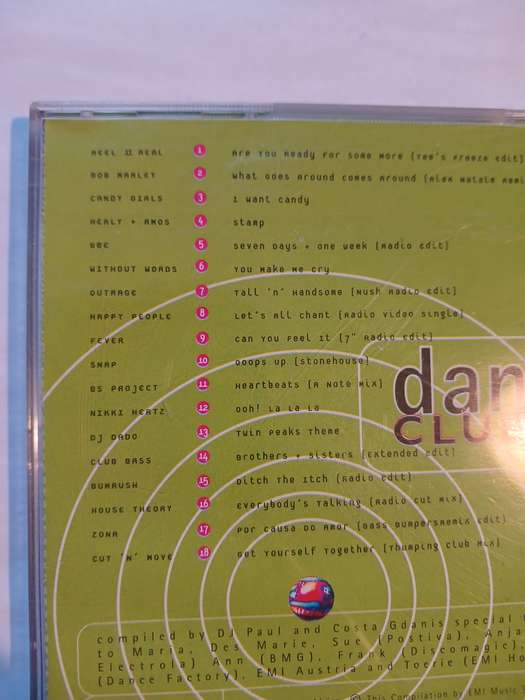 REEL II REAL 1 Are You Ready For Some More [Tee's Freeze Edit]
BOB MARLEY 2 What Goes Around Comes Around [Alex Natale
CANDY GIRLS 3 I Want Candy
HEALY + AMOS 4 Stamp
BBE 5 Seven Days + One Week [Radio Edit]
WITHOUT WORDS 6 You Make Me Cry
OUTRAGE 7 Tall 'n' Handsome [Nush Radio Edit]
HAPPY PEOPLE 8 Let's All Chant [Radio Video Single]
FEVER 9 Can You Feel It [7" Radio Edit]
SNAP 10 Ooops Up [Stonehouse]
BS PROJECT 11 Heartbeats [A Note Mix]
NIKKI HERTZ 12 Ooh! La La La
DJ DADO 13 Twin Peaks Theme
CLUB BASS 14 Brothers + Sisters [Extended Edit]
BUMRUSH 15 Ditch The Itch [Radio Edit]
HOUSE THEORY 16 Everybody's Talking [Radio Cut Mix]
ZONA 17 Por Causa Do Amor [Bass Bumpers Remix Edit]
CUT 'N' MOVE 18 Get Yourself Together [Thumping Club Mix]
dan
CLU
compiled by DJ Paul and Costa Gdanis special
to Maria, Des Marie, Sue (Postiva), Anja
Electrola) Ann (BMG), Frank (Discomagic),
(Dance Factory), EMI Austria and Toerie (EMI Ho
© This Compilation by EMI Music